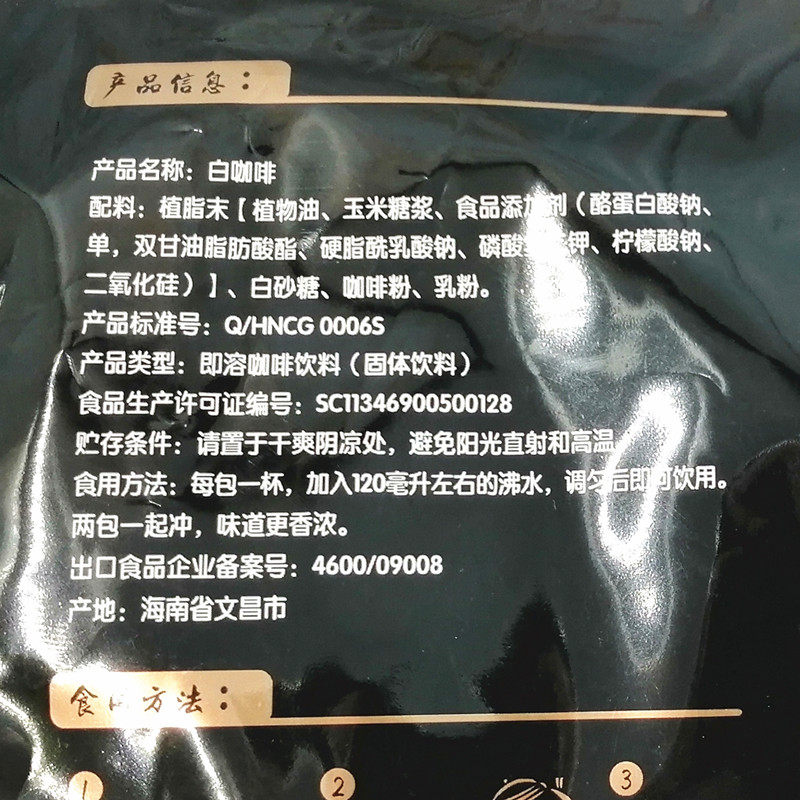 产品信息：
产品名称：白咖啡
配料：植脂末【植物油、玉米糖浆、食品添加剂（酪蛋白酸钠、
单，双甘油脂肪酸酯、硬脂酰乳酸钠、磷酸 钾、柠檬酸钠、
二氧化硅）】、白砂糖、咖啡粉、乳粉。
产品标准号：Q/HNCG 0006S
产品类型：即溶咖啡饮料（固体饮料）
食品生产许可证编号：SC11346900500128
贮存条件：请置于干爽阴凉处，避免阳光直射和高温
食用方法：每包一杯，加入120毫升左右的沸水，调匀后即可饮用。
两包一起冲，味道更香浓。
出口食品企业备案号：4600/09008
产地：海南省文昌市
食用方法：
1 2 3